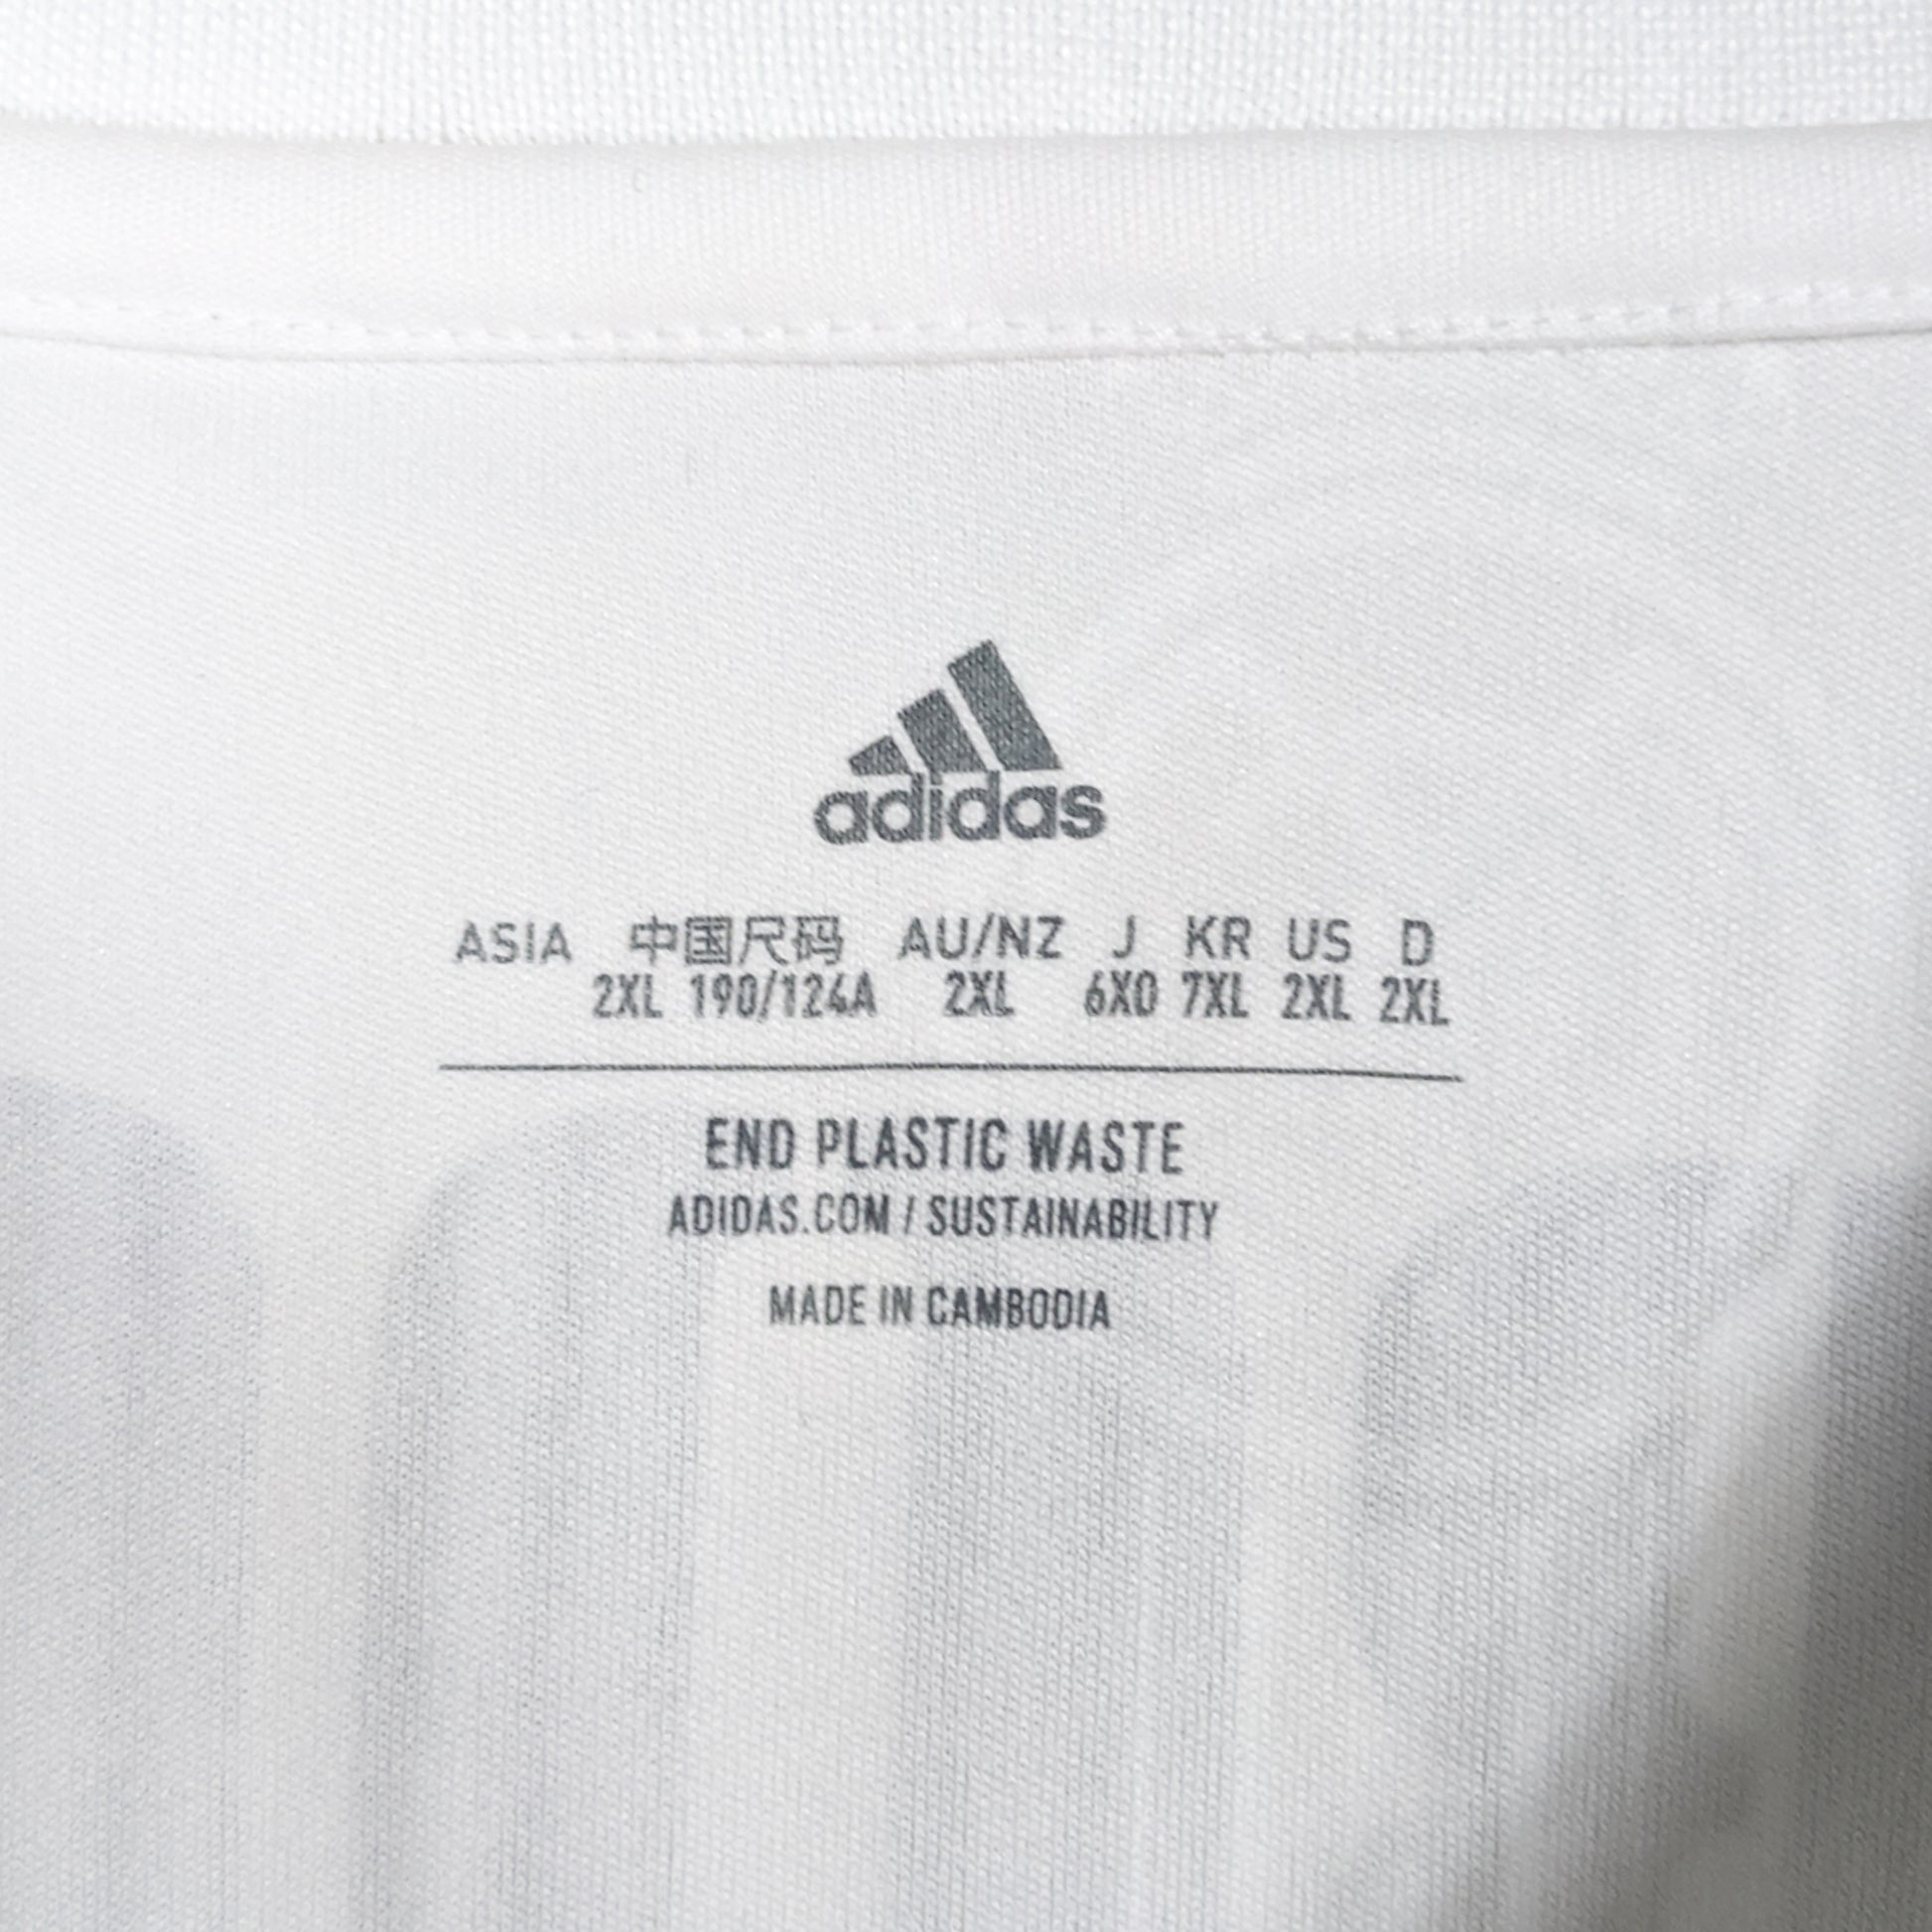 adidas
ASIA 中国尺码 AU/NZ J KR US D
2XL 190/124A 2XL 6XO 7XL 2XL 2XL
END PLASTIC WASTE
ADIDAS.COM / SUSTAINABILITY
MADE IN CAMBODIA